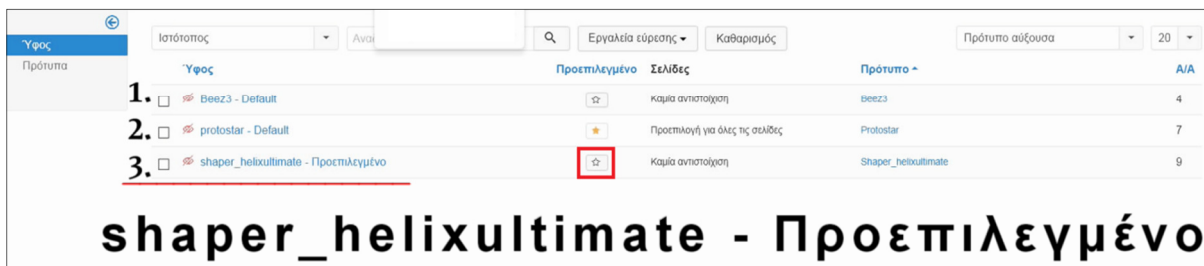 Ιστότοπος Εργαλεία εύρεσης Καθαρισμός Πρότυπο αύξουσα 20
Ύφος
Πρότυπα
Ύφος Προεπιλεγμένο Σελίδες Πρότυπο A/A
1. Beez3 - Default Καμία αντιστοίχιση Beez3 4
2. protostar - Default Προεπιλογή για όλες τις σελίδες Protostar 7
3. shaper_helixultimate - Προεπιλεγμένο Καμία αντιστοίχιση Shaper_helixultimate 9
shaper_helixultimate - Προεπιλεγμένο